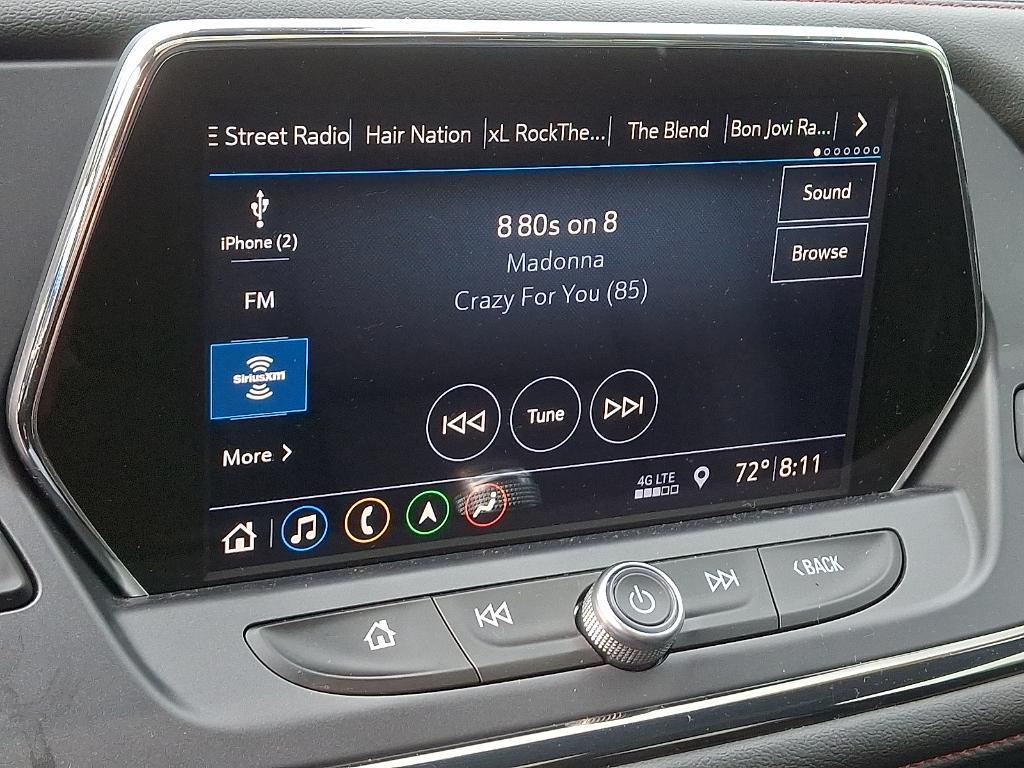 E Street Radio
Hair Nation
xL RockThe...
The Blend
Bon Jovi Ra...
iPhone (2)
FM
SiriusXM
More >
8 80s on 8
Madonna
Crazy For You (85)
Sound
Browse
Tune
4G LTE
72° 8:11
BACK